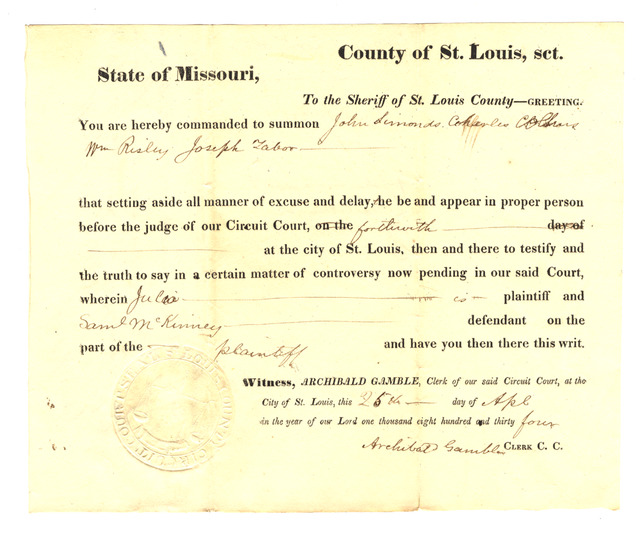 County of St. Louis, sct.
State of Missouri,
To the Sheriff of St. Louis County—GREETING.
You are hereby commanded to summon John Simonds. Charles
Wm Risley Joseph Tabor
that setting aside all manner of excuse and delay, he be and appear in proper person
before the judge of our Circuit Court, on the forthwith day of
at the city of St. Louis, then and there to testify and
the truth to say in a certain matter of controversy now pending in our said Court,
wherein Julia is plaintiff and
Saml McKinney defendant on the
part of the plaintiff and have you then there this writ.
Witness, ARCHIBALD GAMBLE, Clerk of our said Circuit Court, at the
City of St. Louis, this 25th day of Apl
in the year of our Lord one thousand eight hundred and thirty four
Archibald Gamble CLERK C. C.